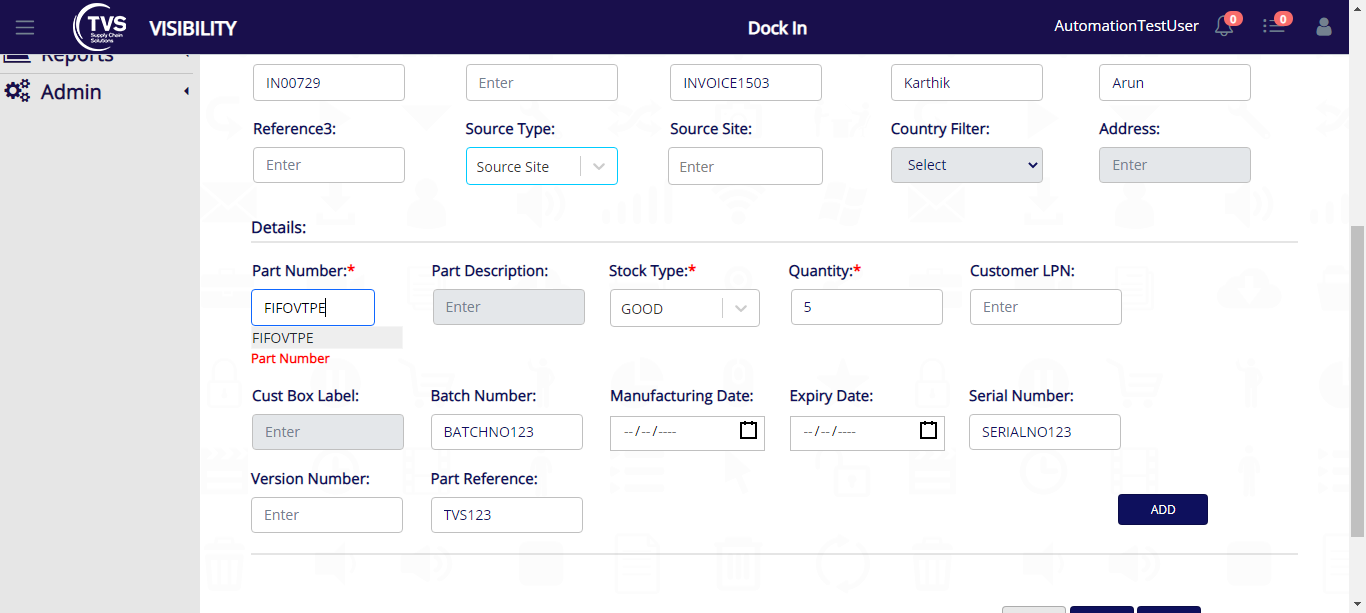 TVS
Supply Chain
Solutions
VISIBILITY
Dock In
AutomationTestUser
0
0
Reports
Admin
IN00729
Enter
INVOICE1503
Karthik
Arun
Reference3:
Source Type:
Source Site:
Country Filter:
Address:
Enter
Source Site
Enter
Select
Enter
Details:
Part Number:*
Part Description:
Stock Type:*
Quantity:*
Customer LPN:
FIFOVTPE
Enter
GOOD
5
Enter
FIFOVTPE
Part Number
Cust Box Label:
Batch Number:
Manufacturing Date:
Expiry Date:
Serial Number:
Enter
BATCHNO123
--/--/----
--/--/----
SERIALNO123
Version Number:
Part Reference:
Enter
TVS123
ADD